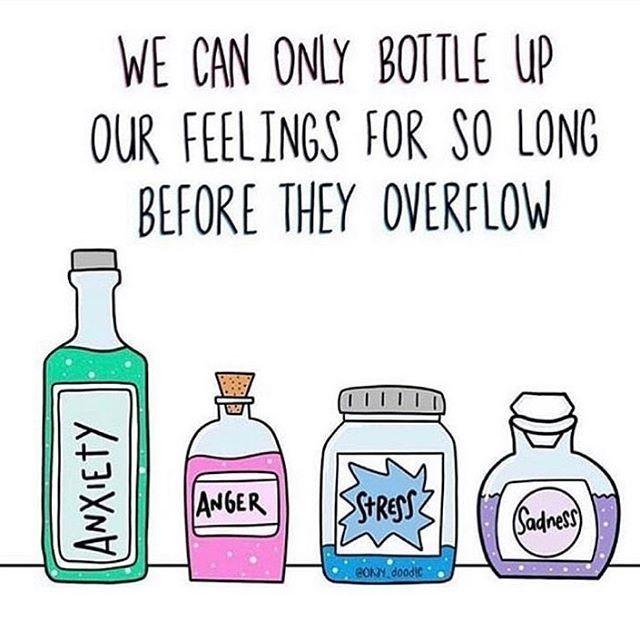 WE CAN ONLY BOTTLE UP
OUR FEELINGS FOR SO LONG
BEFORE THEY OVERFLOW
ANXIETY
ANGER
StRESS
Sadness
@OKAY_doodle